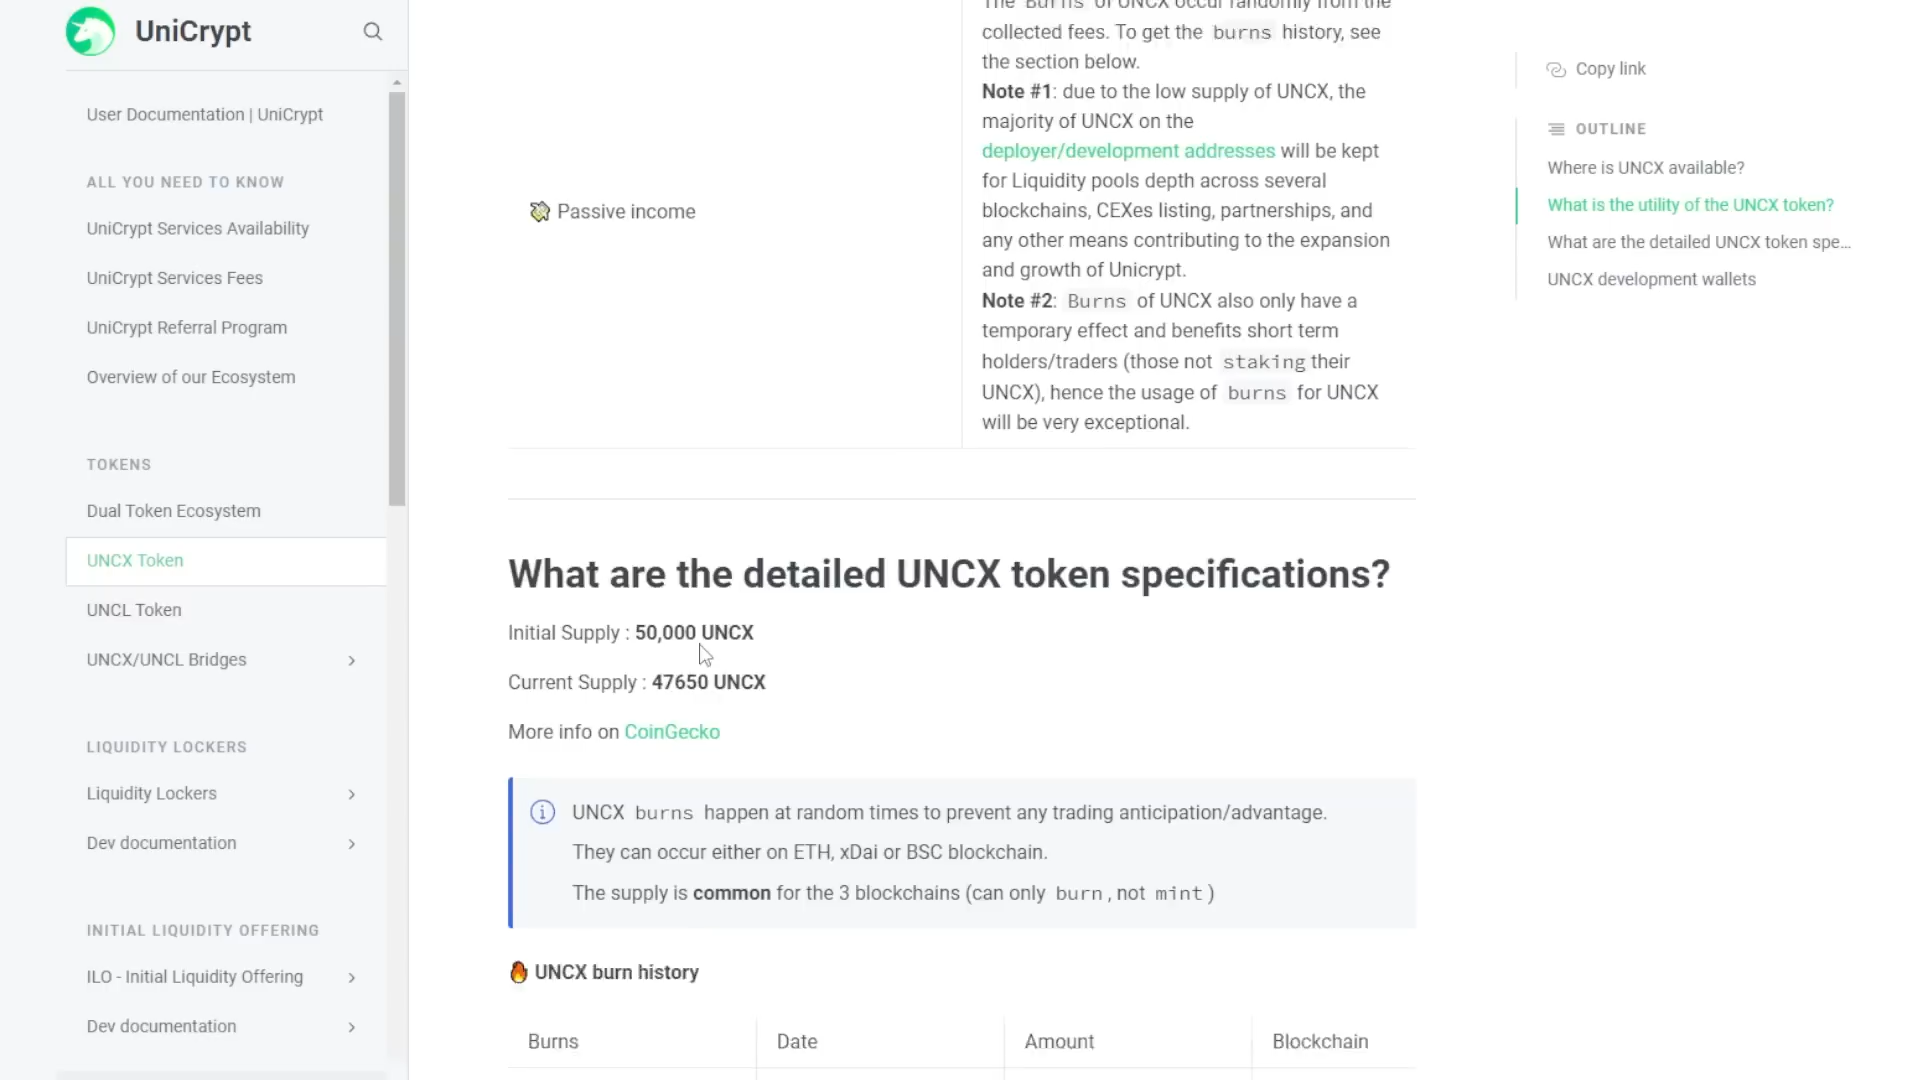 UniCrypt
User Documentation | UniCrypt
ALL YOU NEED TO KNOW
UniCrypt Services Availability
UniCrypt Services Fees
UniCrypt Referral Program
Overview of our Ecosystem
TOKENS
Dual Token Ecosystem
UNCX Token
UNCL Token
UNCX/UNCL Bridges
LIQUIDITY LOCKERS
Liquidity Lockers
Dev documentation
INITIAL LIQUIDITY OFFERING
ILO - Initial Liquidity Offering
Dev documentation
Passive income
The Burns of UNCX occur randomly from the
collected fees. To get the burns history, see
the section below.
Note #1: due to the low supply of UNCX, the
majority of UNCX on the
deployer/development addresses will be kept
for Liquidity pools depth across several
blockchains, CEXes listing, partnerships, and
any other means contributing to the expansion
and growth of Unicrypt.
Note #2: Burns of UNCX also only have a
temporary effect and benefits short term
holders/traders (those not staking their
UNCX), hence the usage of burns for UNCX
will be very exceptional.
What are the detailed UNCX token specifications?
Initial Supply : 50,000 UNCX
Current Supply : 47650 UNCX
More info on CoinGecko
UNCX burns happen at random times to prevent any trading anticipation/advantage.
They can occur either on ETH, xDai or BSC blockchain.
The supply is common for the 3 blockchains (can only burn, not mint)
UNCX burn history
Burns Date Amount Blockchain
Copy link
OUTLINE
Where is UNCX available?
What is the utility of the UNCX token?
What are the detailed UNCX token spe...
UNCX development wallets